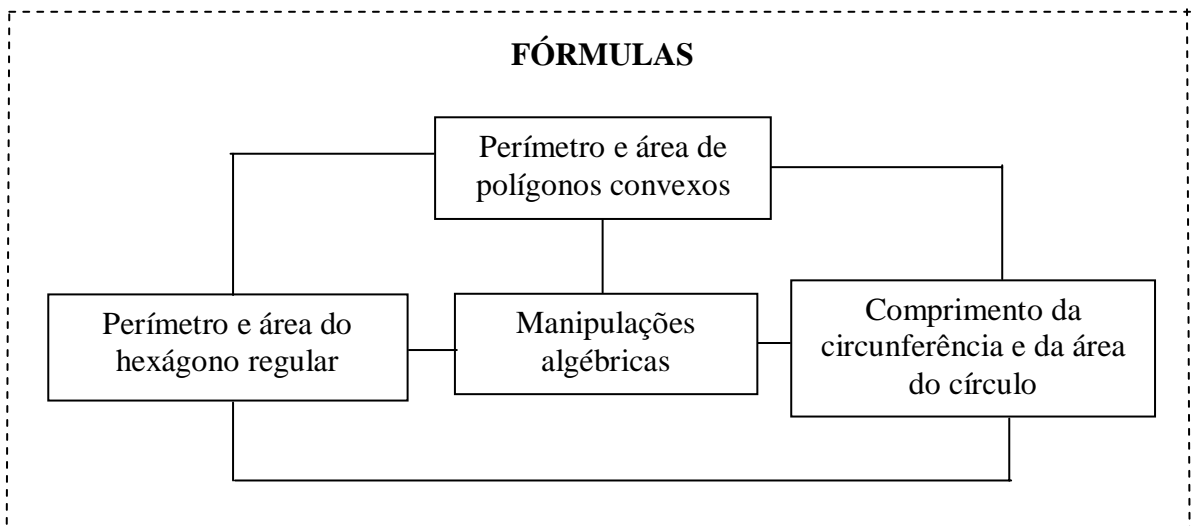 FÓRMULAS
Perímetro e área de
polígonos convexos
Perímetro e área do
hexágono regular
Manipulações
algébricas
Comprimento da
circunferência e da área
do círculo